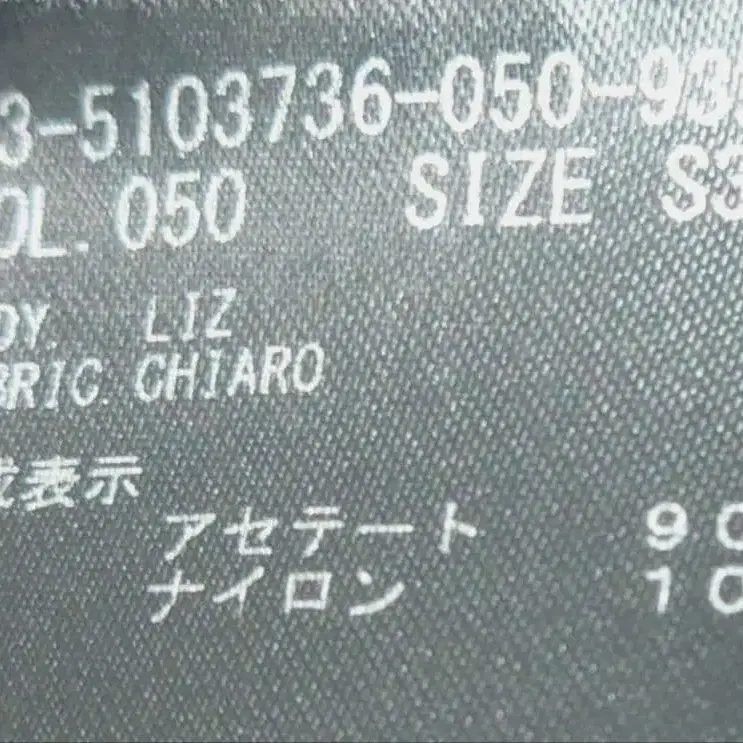 3-5103736-050-93
OL. 050 SIZE S3
DY. LIZ
BRIC. CHIARO
成表示
アセテート 90
ナイロン 10